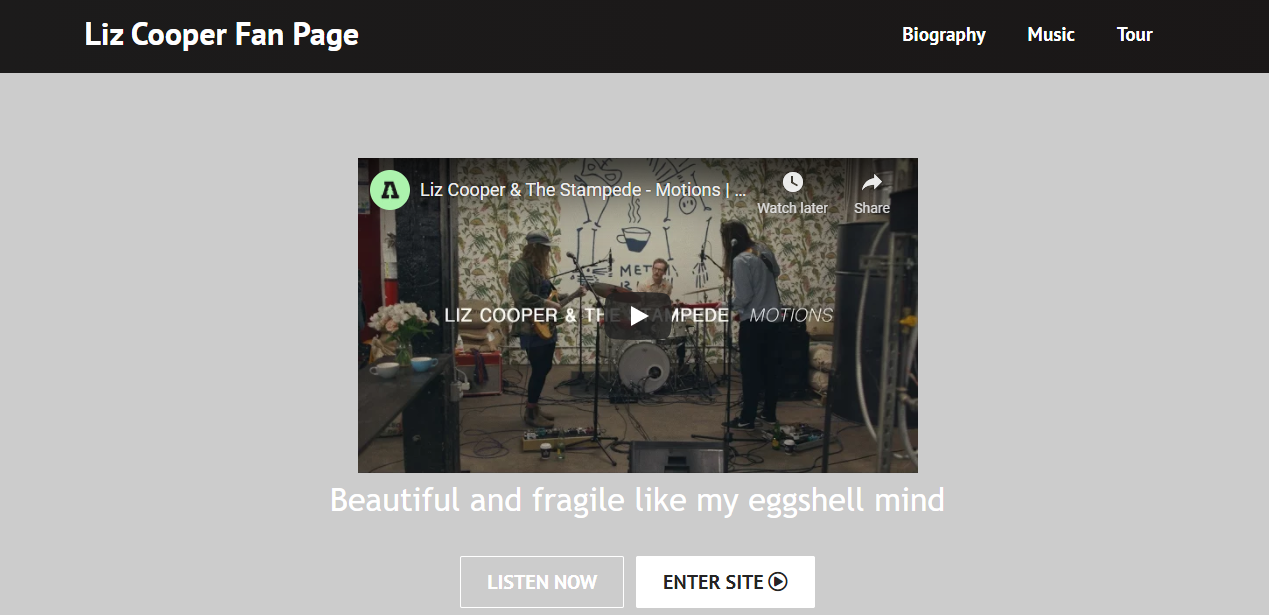 Liz Cooper Fan Page
Biography Music Tour
Liz Cooper & The Stampede - Motions | ...
Watch later Share
MET
LIZ COOPER & THE STAMPEDE MOTIONS
Beautiful and fragile like my eggshell mind
LISTEN NOW ENTER SITE